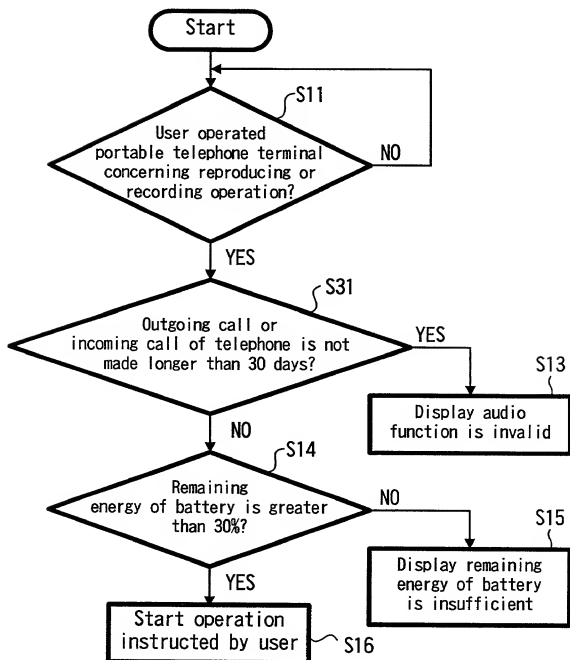 Start
S11
User operated
portable telephone terminal
concerning reproducing or
recording operation?
NO
YES
S31
Outgoing call or
incoming call of telephone is not
made longer than 30 days?
YES
S13
Display audio
function is invalid
NO
S14
Remaining
energy of battery is greater
than 30%?
NO
S15
Display remaining
energy of battery
is insufficient
YES
Start operation
instructed by user
S16